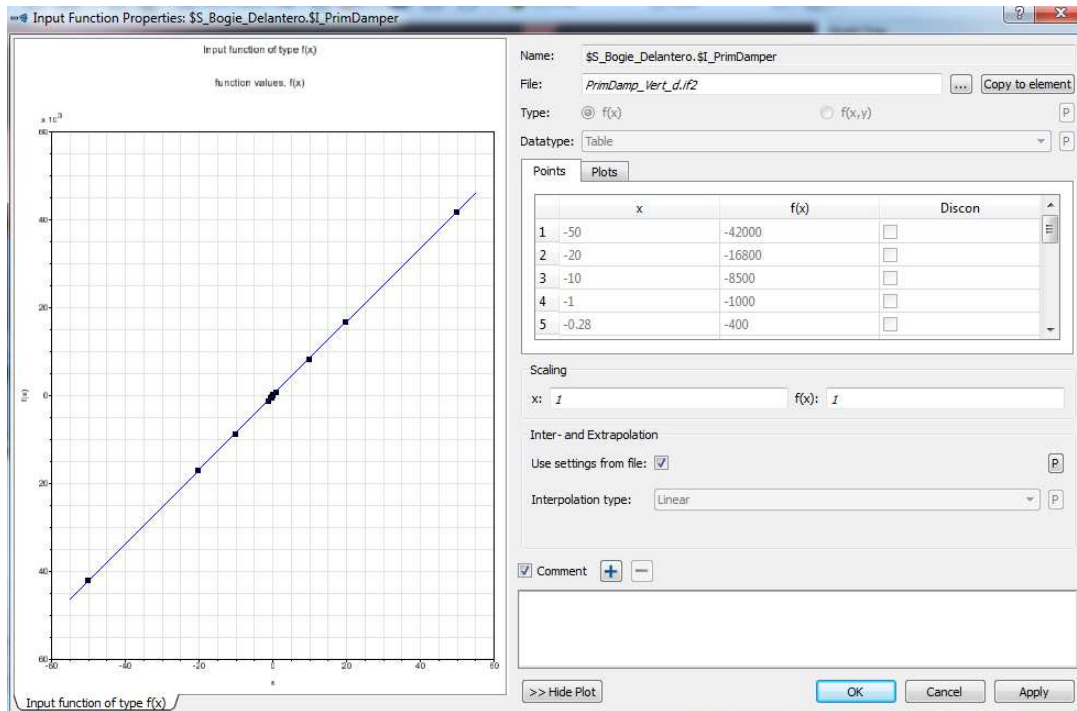 Input Function Properties: $S_Bogie_Delantero.$I_PrimDamper
Input function of type f(x)
function values, f(x)
x 10^3
60
40
20
0
20
40
60
f(x)
-60 -40 -20 0 20 40 60
x
Input function of type f(x)
Name: $S_Bogie_Delantero.$I_PrimDamper
File: PrimDamp_Vert_d.if2 ... Copy to element
Type: f(x) f(x,y) P
Datatype: Table P
Points Plots
x f(x) Discon
1 -50 -42000
2 -20 -16800
3 -10 -8500
4 -1 -1000
5 -0.28 -400
Scaling
x: 1 f(x): 1
Inter- and Extrapolation
Use settings from file: P
Interpolation type: Linear P
Comment
>> Hide Plot OK Cancel Apply